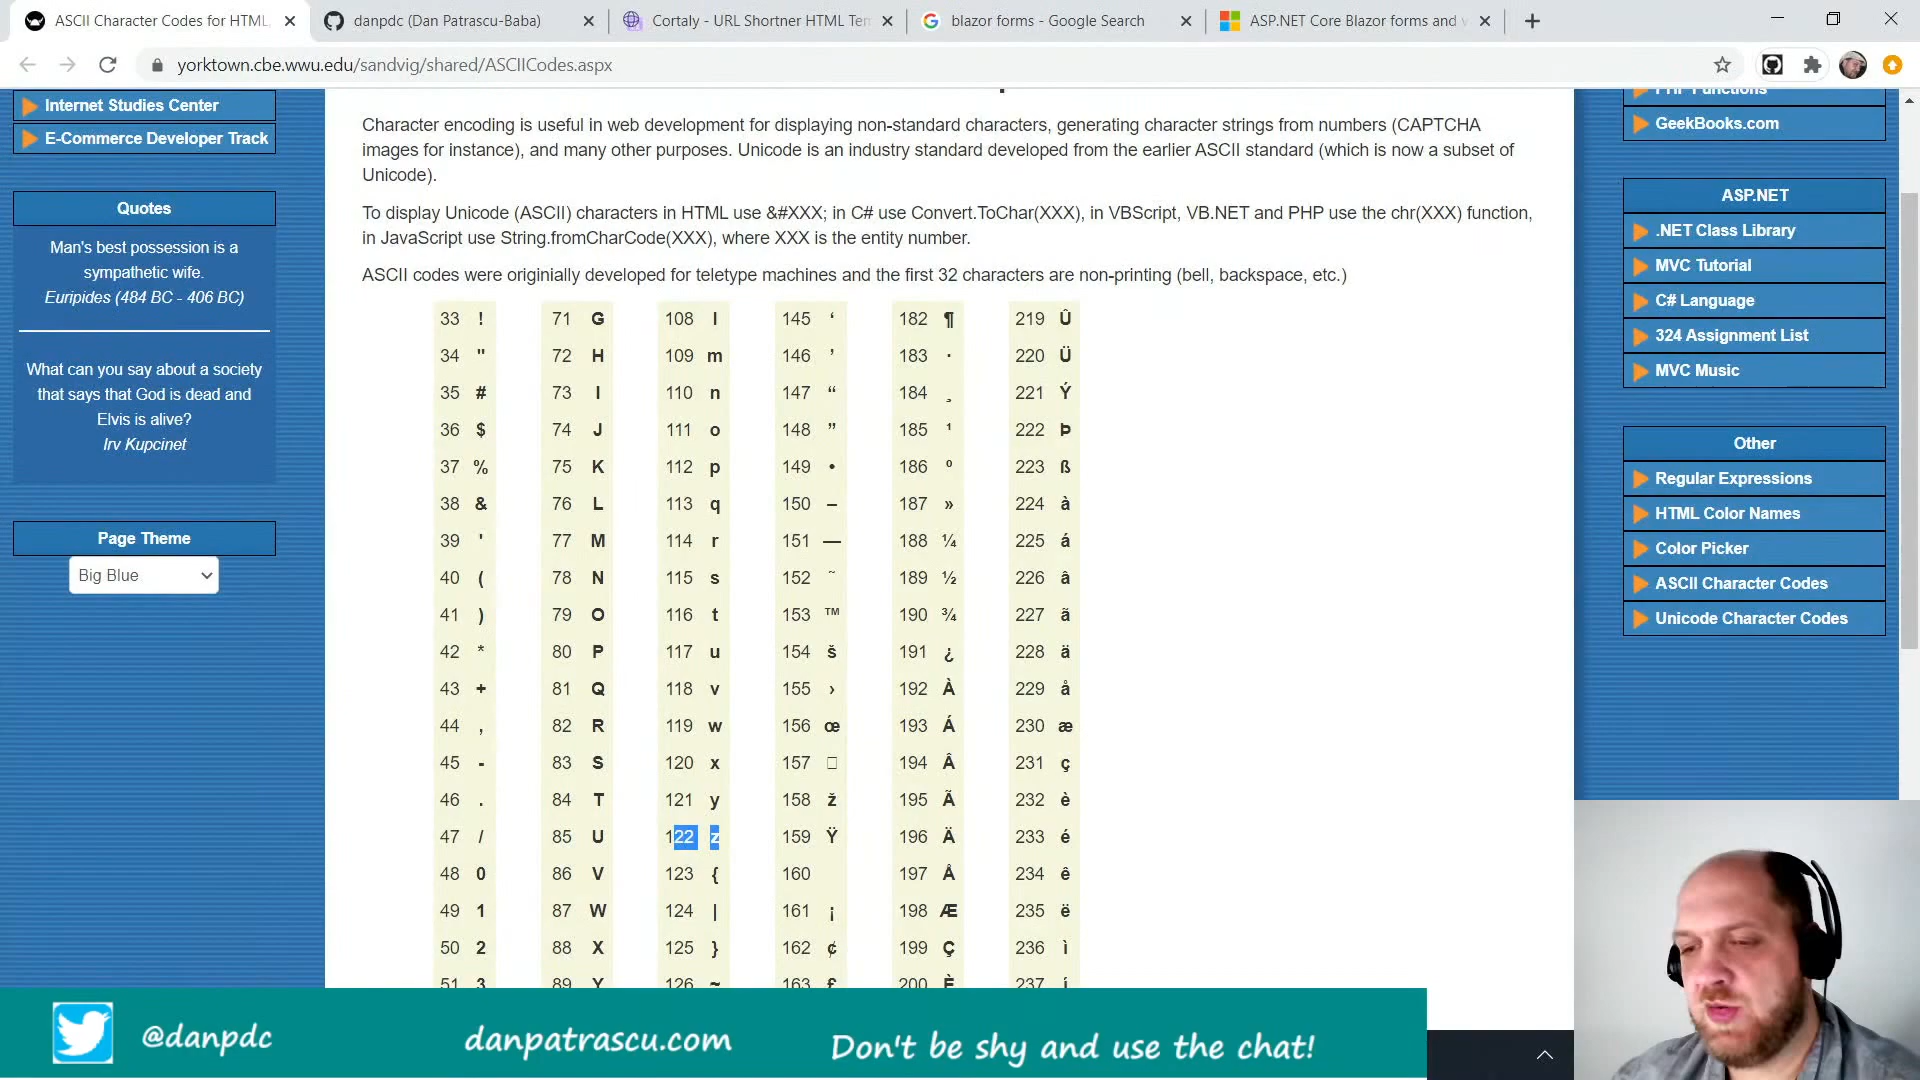 ASCII Character Codes for HTML
danpdc (Dan Patrascu-Baba)
Cortaly - URL Shortner HTML Ten
blazor forms - Google Search
ASP.NET Core Blazor forms and v
yorktown.cbe.wwu.edu/sandvig/shared/ASCIICodes.aspx
Internet Studies Center
E-Commerce Developer Track
Quotes
Man's best possession is a
sympathetic wife.
Euripides (484 BC - 406 BC)
What can you say about a society
that says that God is dead and
Elvis is alive?
Irv Kupcinet
Page Theme
Big Blue
Character encoding is useful in web development for displaying non-standard characters, generating character strings from numbers (CAPTCHA
images for instance), and many other purposes. Unicode is an industry standard developed from the earlier ASCII standard (which is now a subset of
Unicode).
To display Unicode (ASCII) characters in HTML use &#XXX; in C# use Convert.ToChar(XXX), in VBScript, VB.NET and PHP use the chr(XXX) function,
in JavaScript use String.fromCharCode(XXX), where XXX is the entity number.
ASCII codes were originially developed for teletype machines and the first 32 characters are non-printing (bell, backspace, etc.)
33 ! 71 G 108 l 145 ‘ 182 ¶ 219 Û
34 " 72 H 109 m 146 ’ 183 · 220 Ü
35 # 73 I 110 n 147 “ 184 ¸ 221 Ý
36 $ 74 J 111 o 148 ” 185 ¹ 222 Þ
37 % 75 K 112 p 149 • 186 º 223 ß
38 & 76 L 113 q 150 – 187 » 224 à
39 ' 77 M 114 r 151 — 188 ¼ 225 á
40 ( 78 N 115 s 152 ˜ 189 ½ 226 â
41 ) 79 O 116 t 153 ™ 190 ¾ 227 ã
42 * 80 P 117 u 154 š 191 ¿ 228 ä
43 + 81 Q 118 v 155 › 192 À 229 å
44 , 82 R 119 w 156 œ 193 Á 230 æ
45 - 83 S 120 x 157 □ 194 Â 231 ç
46 . 84 T 121 y 158 ž 195 Ã 232 è
47 / 85 U 122 z 159 Ÿ 196 Ä 233 é
48 0 86 V 123 { 160 197 Å 234 ê
49 1 87 W 124 | 161 ¡ 198 Æ 235 ë
50 2 88 X 125 } 162 ¢ 199 Ç 236 ì
51 3 89 Y 126 ~ 163 £ 200 È 237 í
PHP Functions
GeekBooks.com
ASP.NET
.NET Class Library
MVC Tutorial
C# Language
324 Assignment List
MVC Music
Other
Regular Expressions
HTML Color Names
Color Picker
ASCII Character Codes
Unicode Character Codes
@danpdc
danpatrascu.com
Don't be shy and use the chat!